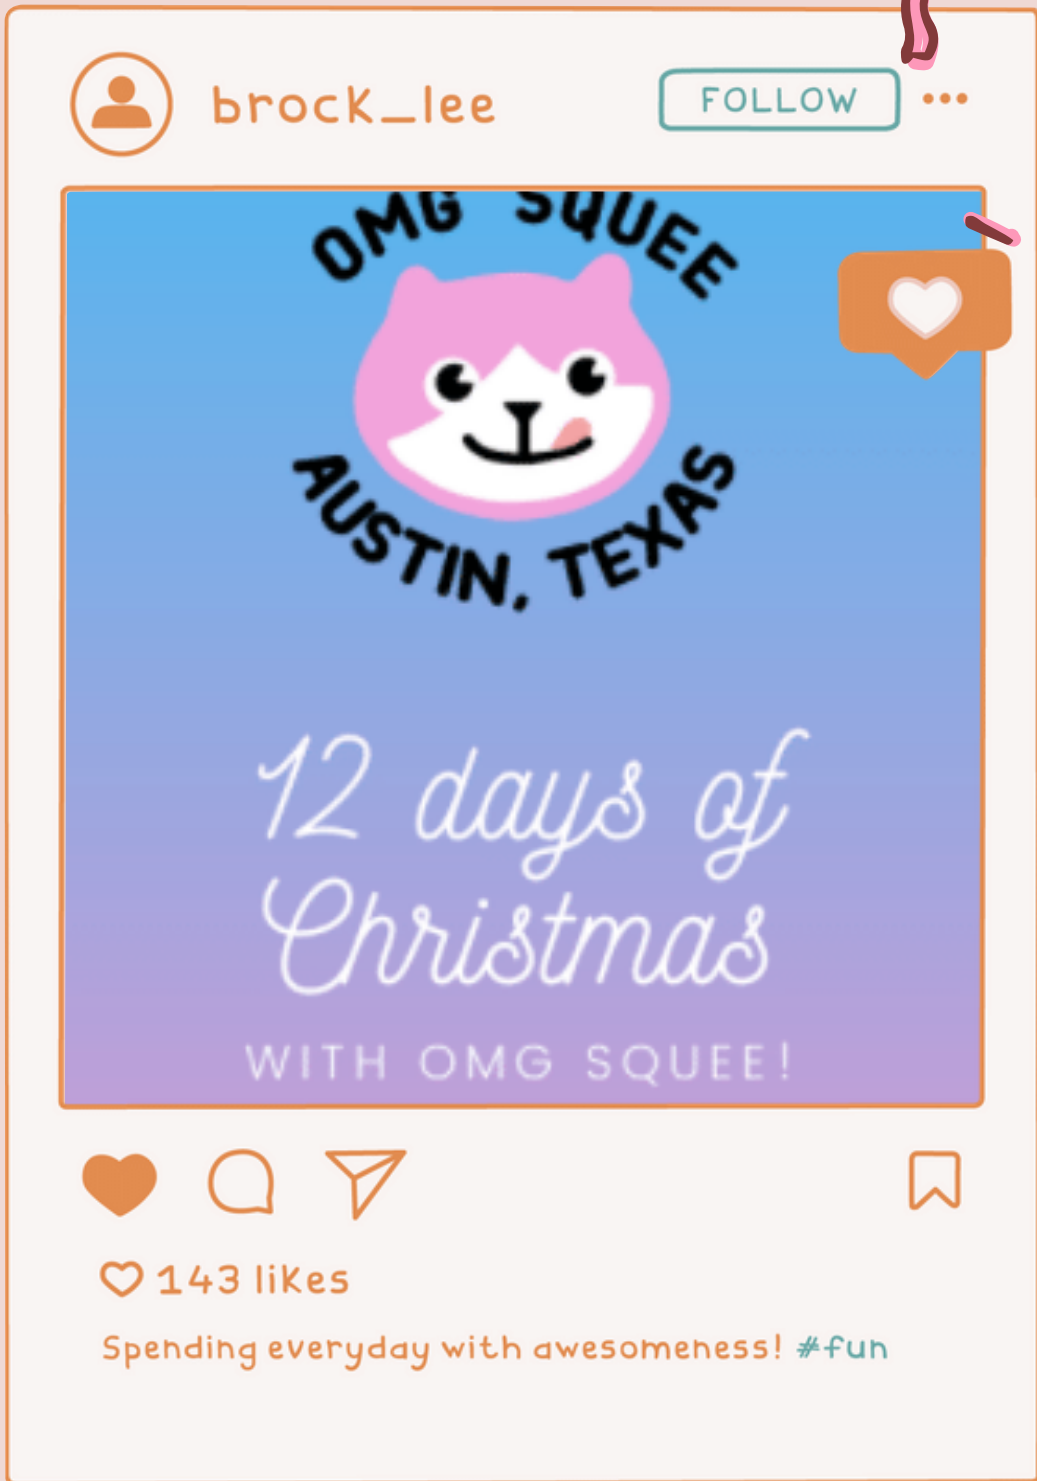 brock_lee
FOLLOW
OMG SQUEE
AUSTIN, TEXAS
12 days of
Christmas
WITH OMG SQUEE!
143 likes
Spending everyday with awesomeness! #fun